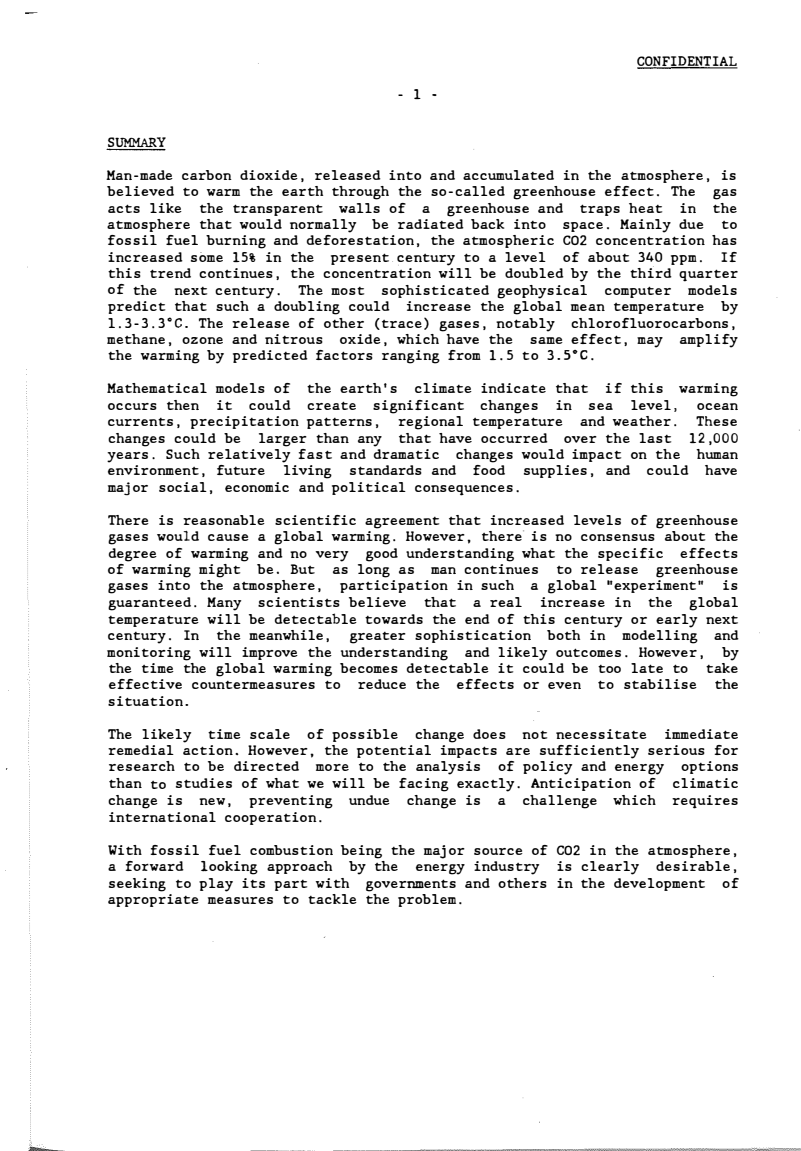 CONFIDENTIAL
- 1 -
SUMMARY
Man-made carbon dioxide, released into and accumulated in the atmosphere, is
believed to warm the earth through the so-called greenhouse effect. The gas
acts like the transparent walls of a greenhouse and traps heat in the
atmosphere that would normally be radiated back into space. Mainly due to
fossil fuel burning and deforestation, the atmospheric CO2 concentration has
increased some 15% in the present century to a level of about 340 ppm. If
this trend continues, the concentration will be doubled by the third quarter
of the next century. The most sophisticated geophysical computer models
predict that such a doubling could increase the global mean temperature by
1.3-3.3°C. The release of other (trace) gases, notably chlorofluorocarbons,
methane, ozone and nitrous oxide, which have the same effect, may amplify
the warming by predicted factors ranging from 1.5 to 3.5°C.
Mathematical models of the earth's climate indicate that if this warming
occurs then it could create significant changes in sea level, ocean
currents, precipitation patterns, regional temperature and weather. These
changes could be larger than any that have occurred over the last 12,000
years. Such relatively fast and dramatic changes would impact on the human
environment, future living standards and food supplies, and could have
major social, economic and political consequences.
There is reasonable scientific agreement that increased levels of greenhouse
gases would cause a global warming. However, there is no consensus about the
degree of warming and no very good understanding what the specific effects
of warming might be. But as long as man continues to release greenhouse
gases into the atmosphere, participation in such a global "experiment" is
guaranteed. Many scientists believe that a real increase in the global
temperature will be detectable towards the end of this century or early next
century. In the meanwhile, greater sophistication both in modelling and
monitoring will improve the understanding and likely outcomes. However, by
the time the global warming becomes detectable it could be too late to take
effective countermeasures to reduce the effects or even to stabilise the
situation.
The likely time scale of possible change does not necessitate immediate
remedial action. However, the potential impacts are sufficiently serious for
research to be directed more to the analysis of policy and energy options
than to studies of what we will be facing exactly. Anticipation of climatic
change is new, preventing undue change is a challenge which requires
international cooperation.
With fossil fuel combustion being the major source of CO2 in the atmosphere,
a forward looking approach by the energy industry is clearly desirable,
seeking to play its part with governments and others in the development of
appropriate measures to tackle the problem.